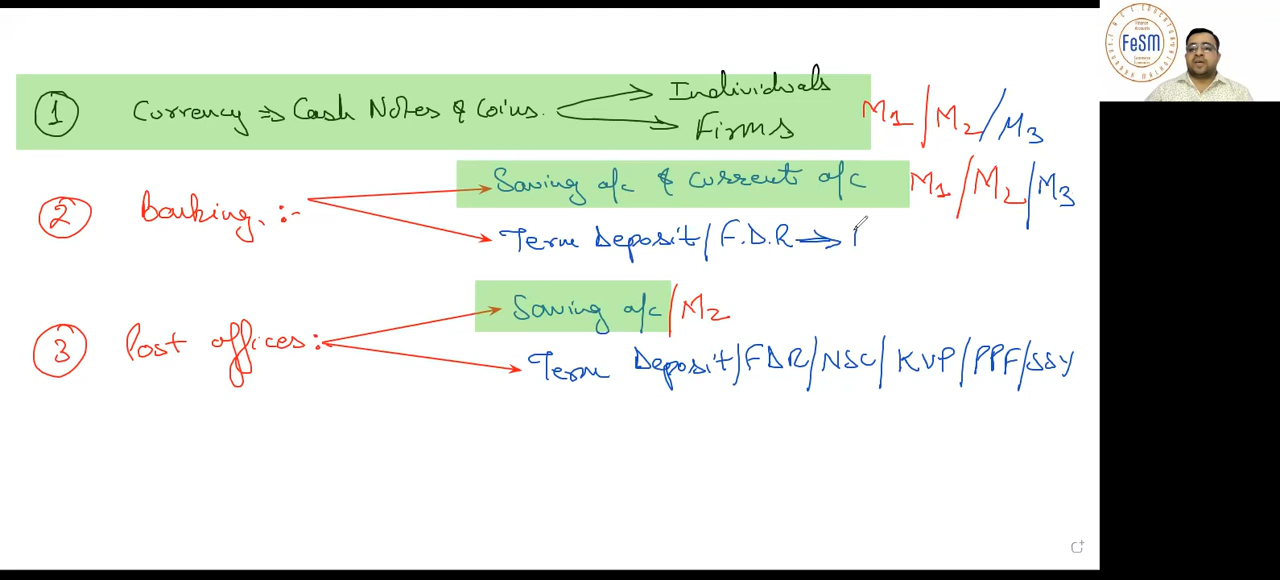 FeSM
① Currency ⇒ Cash Notes & Coins. Individuals
Firms
M1/M2/M3
② Banking :- Saving a/c & current a/c M1/M2/M3
Term Deposit/F.D.R →
③ Post offices: Saving a/c/M2
Term Deposit/FDR/NSC/KVP/PPF/SSY